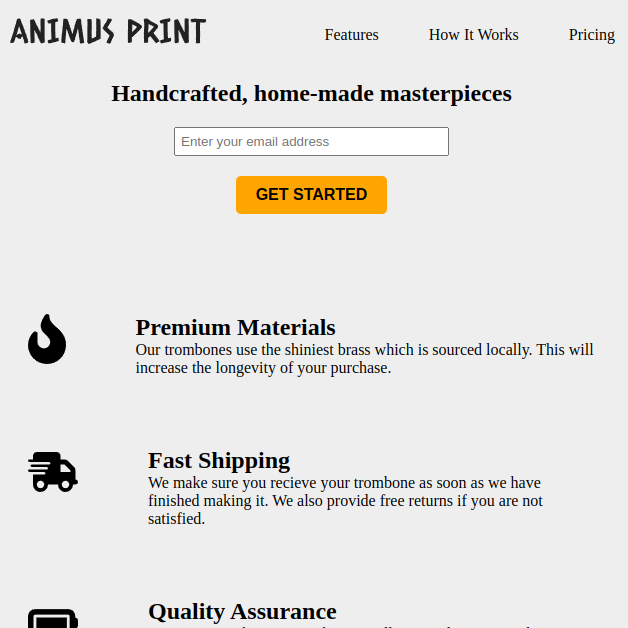 ANIMUS PRINT
Features
How It Works
Pricing
Handcrafted, home-made masterpieces
Enter your email address
GET STARTED
Premium Materials
Our trombones use the shiniest brass which is sourced locally. This will
increase the longevity of your purchase.
Fast Shipping
We make sure you recieve your trombone as soon as we have
finished making it. We also provide free returns if you are not
satisfied.
Quality Assurance